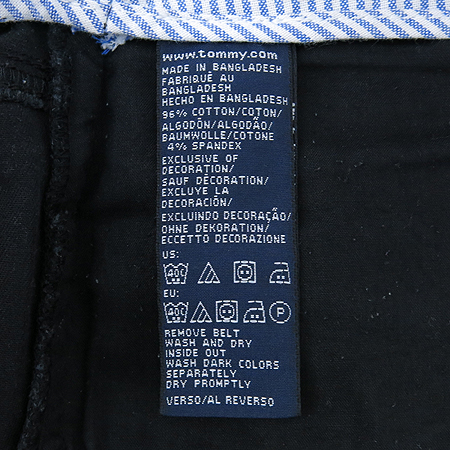 www.tommy.com
MADE IN BANGLADESH
FABRIQUÉ AU
BANGLADESH
HECHO EN BANGLADESH
96% COTTON/COTON/
ALGODÓN/ALGODÃO/
BAUMWOLLE/COTONE
4% SPANDEX
EXCLUSIVE OF
DECORATION/
SAUF DÉCORATION/
EXCLUYE LA
DECORACIÓN/
EXCLUINDO DECORAÇÃO/
OHNE DEKORATION/
ECCETTO DECORAZIONE
US:
40C
EU:
40C P
REMOVE BELT
WASH AND DRY
INSIDE OUT
WASH DARK COLORS
SEPARATELY
DRY PROMPTLY
VERSO/AL REVERSO